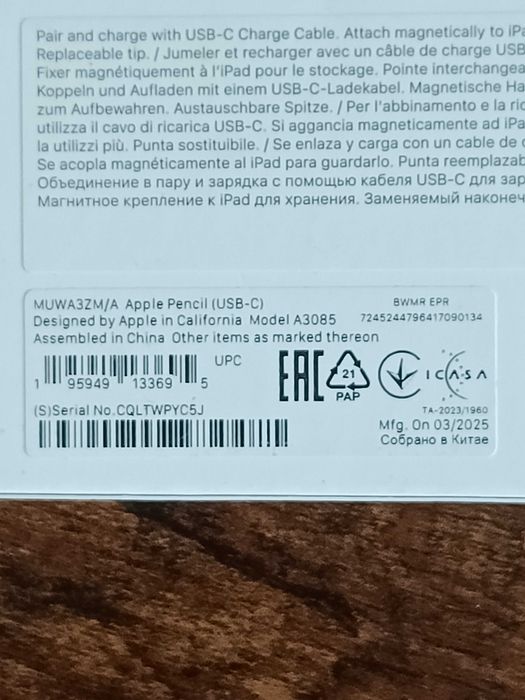 Pair and charge with USB-C Charge Cable. Attach magnetically to iPa
Replaceable tip. / Jumeler et recharger avec un câble de charge USB
Fixer magnétiquement à l'iPad pour le stockage. Pointe interchangea
Koppeln und Aufladen mit einem USB-C-Ladekabel. Magnetische Ha
zum Aufbewahren. Austauschbare Spitze. / Per l'abbinamento e la ric
utilizza il cavo di ricarica USB-C. Si aggancia magneticamente ad iPa
la utilizzi più. Punta sostituibile. / Se enlaza y carga con un cable de c
Se acopla magnéticamente al iPad para guardarlo. Punta reemplazab
Объединение в пару и зарядка с помощью кабеля USB-C для зар
Магнитное крепление к iPad для хранения. Заменяемый наконеч
MUWA3ZM/A Apple Pencil (USB-C)
Designed by Apple in California Model A3085
Assembled in China Other items as marked thereon
BWMR EPR
7245244796417090134
UPC
1 95949 13369 5
EAC
21
PAP
ICASA
TA-2023/1960
(S)Serial No.CQLTWPYC5J
Mfg. On 03/2025
Собрано в Китае